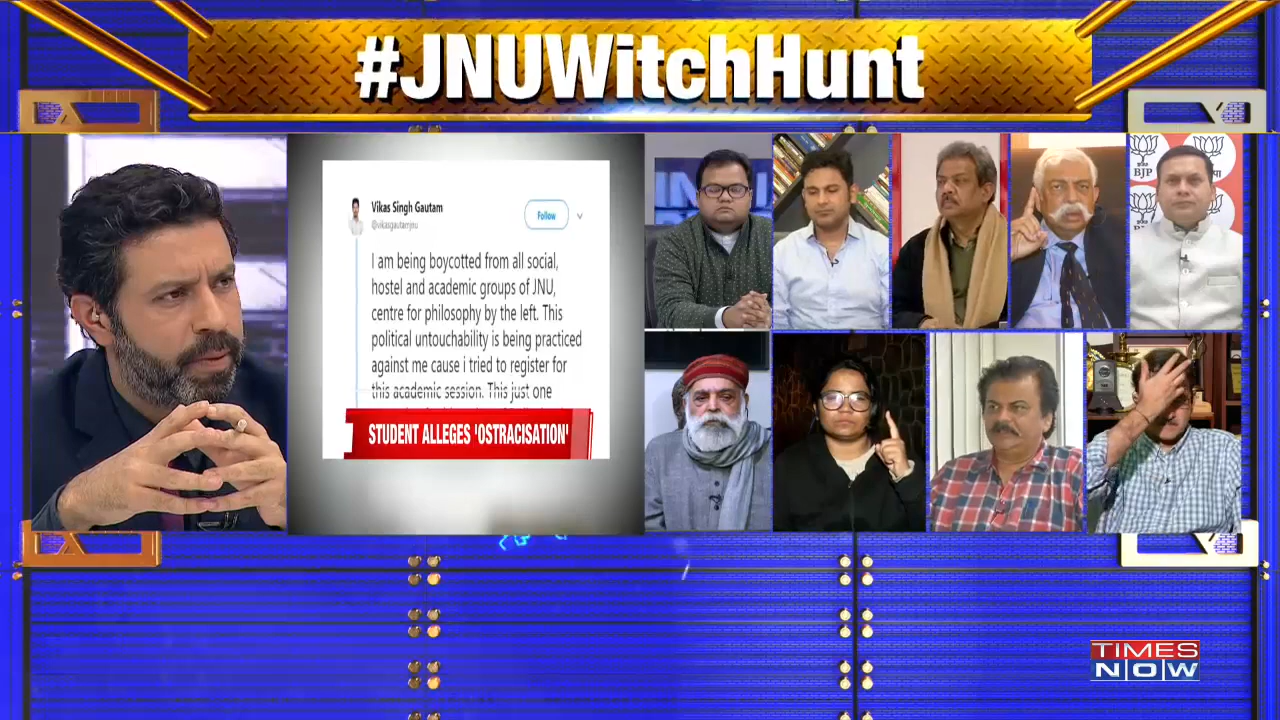 #JNUWitchHunt
Vikas Singh Gautam
@vikasgautamjnu
Follow
I am being boycotted from all social,
hostel and academic groups of JNU,
centre for philosophy by the left. This
political untouchability is being practiced
against me cause i tried to register for
this academic session. This just one
STUDENT ALLEGES 'OSTRACISATION'
BJP
TIMES
NOW